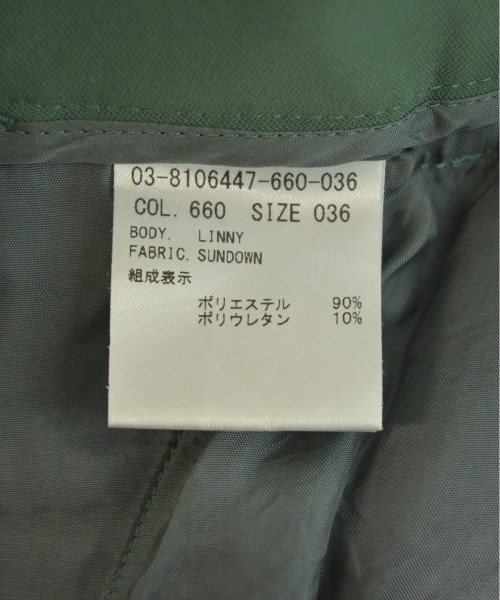 03-8106447-660-036
COL. 660 SIZE 036
BODY. LINNY
FABRIC. SUNDOWN
組成表示
ポリエステル 90%
ポリウレタン 10%